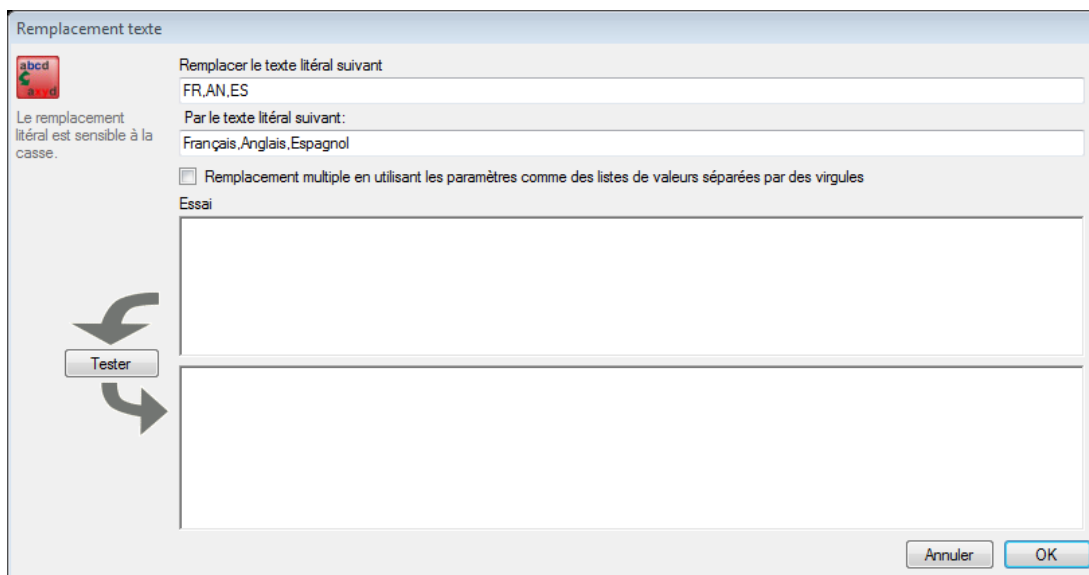 Remplacement texte
abcd
axyd
Le remplacement
litéral est sensible à la
casse.
Remplacer le texte litéral suivant
FR,AN,ES
Par le texte litéral suivant:
Français,Anglais,Espagnol
Remplacement multiple en utilisant les paramètres comme des listes de valeurs séparées par des virgules
Essai
Tester
Annuler
OK